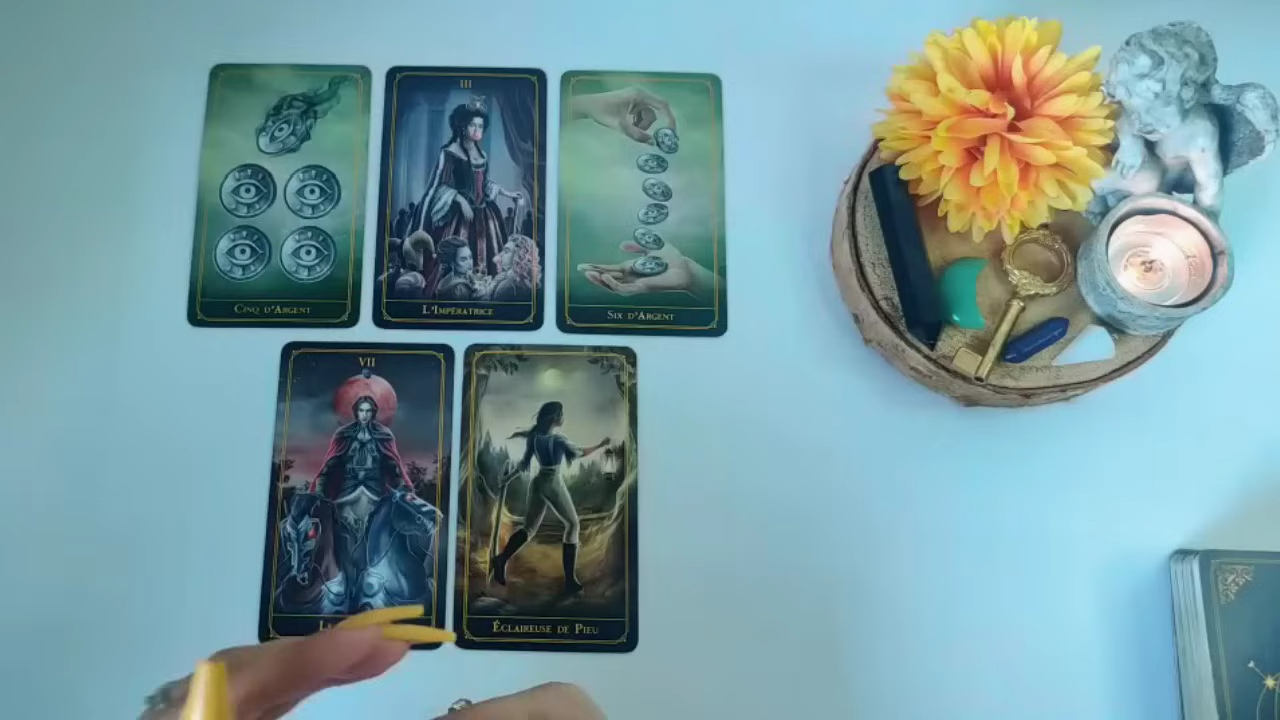 Cinq d'Argent
III
L'Impératrice
Six d'Argent
VII
Éclaireuse de Pieu